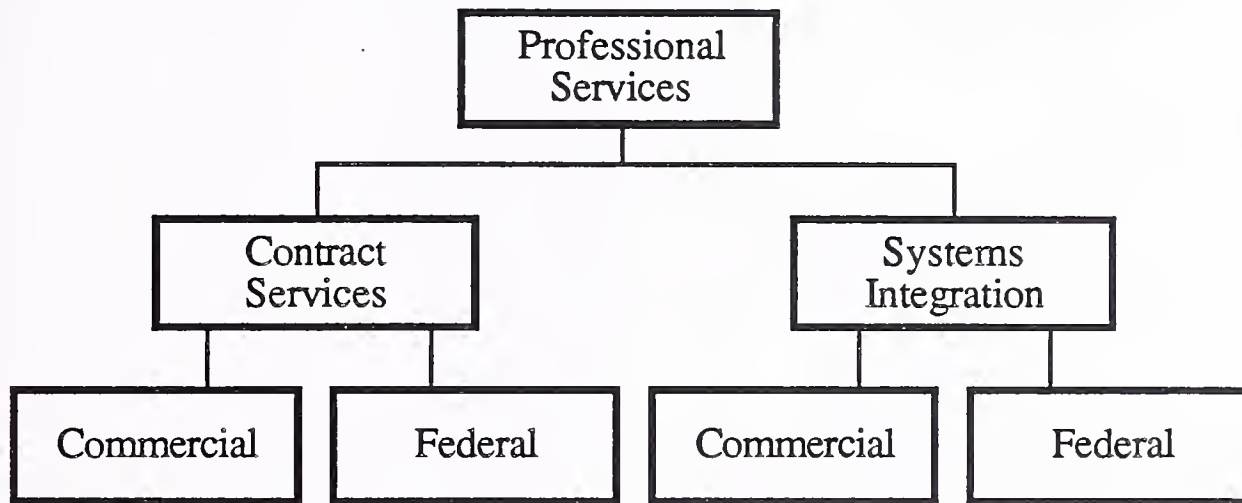 Professional
Services
Contract
Services
Systems
Integration
Commercial
Federal
Commercial
Federal